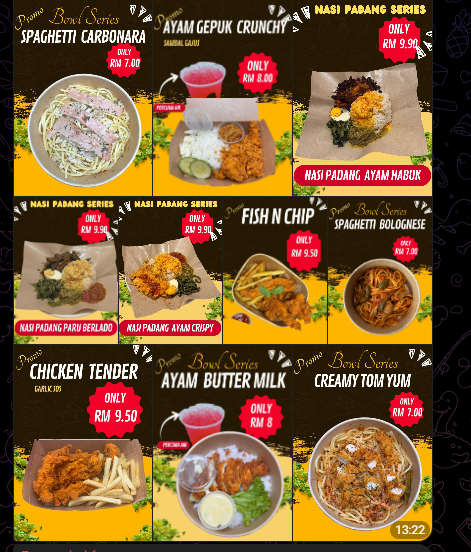 Promo
Bowl Series
SPAGHETTI CARBONARA
ONLY
RM 7.00
Promo
AYAM GEPUK CRUNCHY
SAMBAL GAJUS
ONLY
RM 8.00
PERCUMA AIR
NASI PADANG SERIES
ONLY
RM 9.90
NASI PADANG AYAM HABUK
NASI PADANG SERIES
ONLY
RM 9.90
NASI PADANG PARU BERLADO
NASI PADANG SERIES
ONLY
RM 9.90
NASI PADANG AYAM CRISPY
Promo
FISH N CHIP
ONLY
RM 9.50
Promo
Bowl Series
SPAGHETTI BOLOGNESE
ONLY
RM 7.00
Promo
CHICKEN TENDER
GARLIC SOS
ONLY
RM 9.50
Promo
Bowl Series
AYAM BUTTER MILK
ONLY
RM 8
PERCUMA AIR
Promo
Bowl Series
CREAMY TOM YUM
ONLY
RM 7.00
13:22